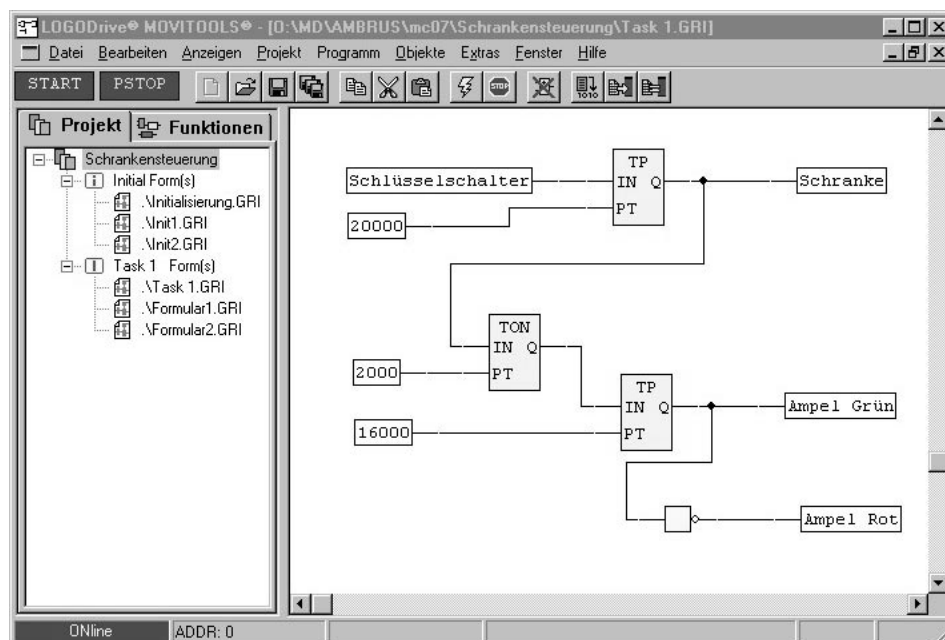 LOGODrive® MOVITOOLS® - [O:\MD\AMBRUS\mc07\Schrankensteuerung\Task 1.GRI]
Datei Bearbeiten Anzeigen Projekt Programm Objekte Extras Fenster Hilfe
START PSTOP STOP 1010
Projekt Funktionen
Schrankensteuerung
Initial Form(s)
.\Initialisierung.GRI
.\Init1.GRI
.\Init2.GRI
Task 1 Form(s)
.\Task 1.GRI
.\Formular1.GRI
.\Formular2.GRI
TP
Schlüsselschalter IN Q Schranke
20000 PT
TON
IN Q
2000 PT
TP
IN Q Ampel Grün
16000 PT
Ampel Rot
ONline ADDR: 0